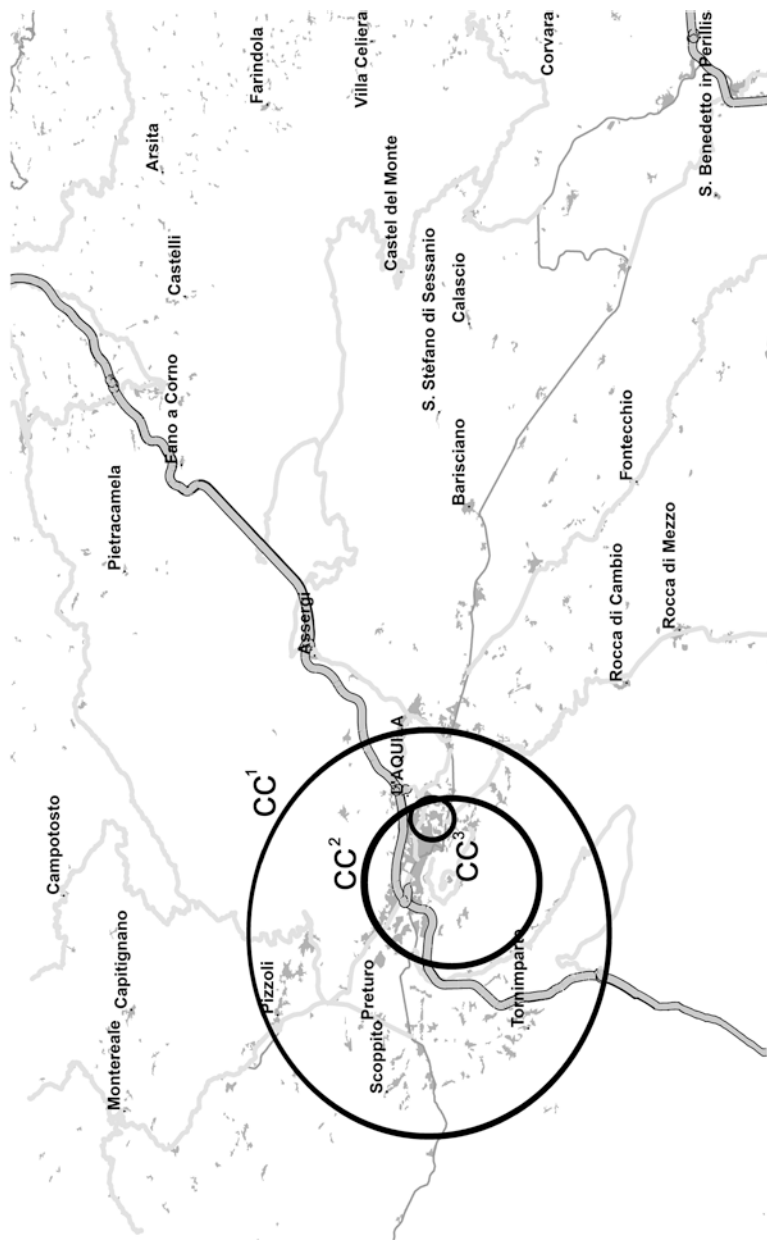 Campotosto
Montereale
Capitignano
Pietracamela
Arsita
Fano a Corno
Castelli
Farindola
Pizzoli
CC¹
Assergi
CC²
Villa Celiera
Preturo
Scoppito
Castel del Monte
L'AQUILA
S. Stèfano di Sessanio
Barisciano
Calascio
CC³
Tornimparte
Corvara
Rocca di Cambio
Fontecchio
Rocca di Mezzo
S. Benedetto in Perillis